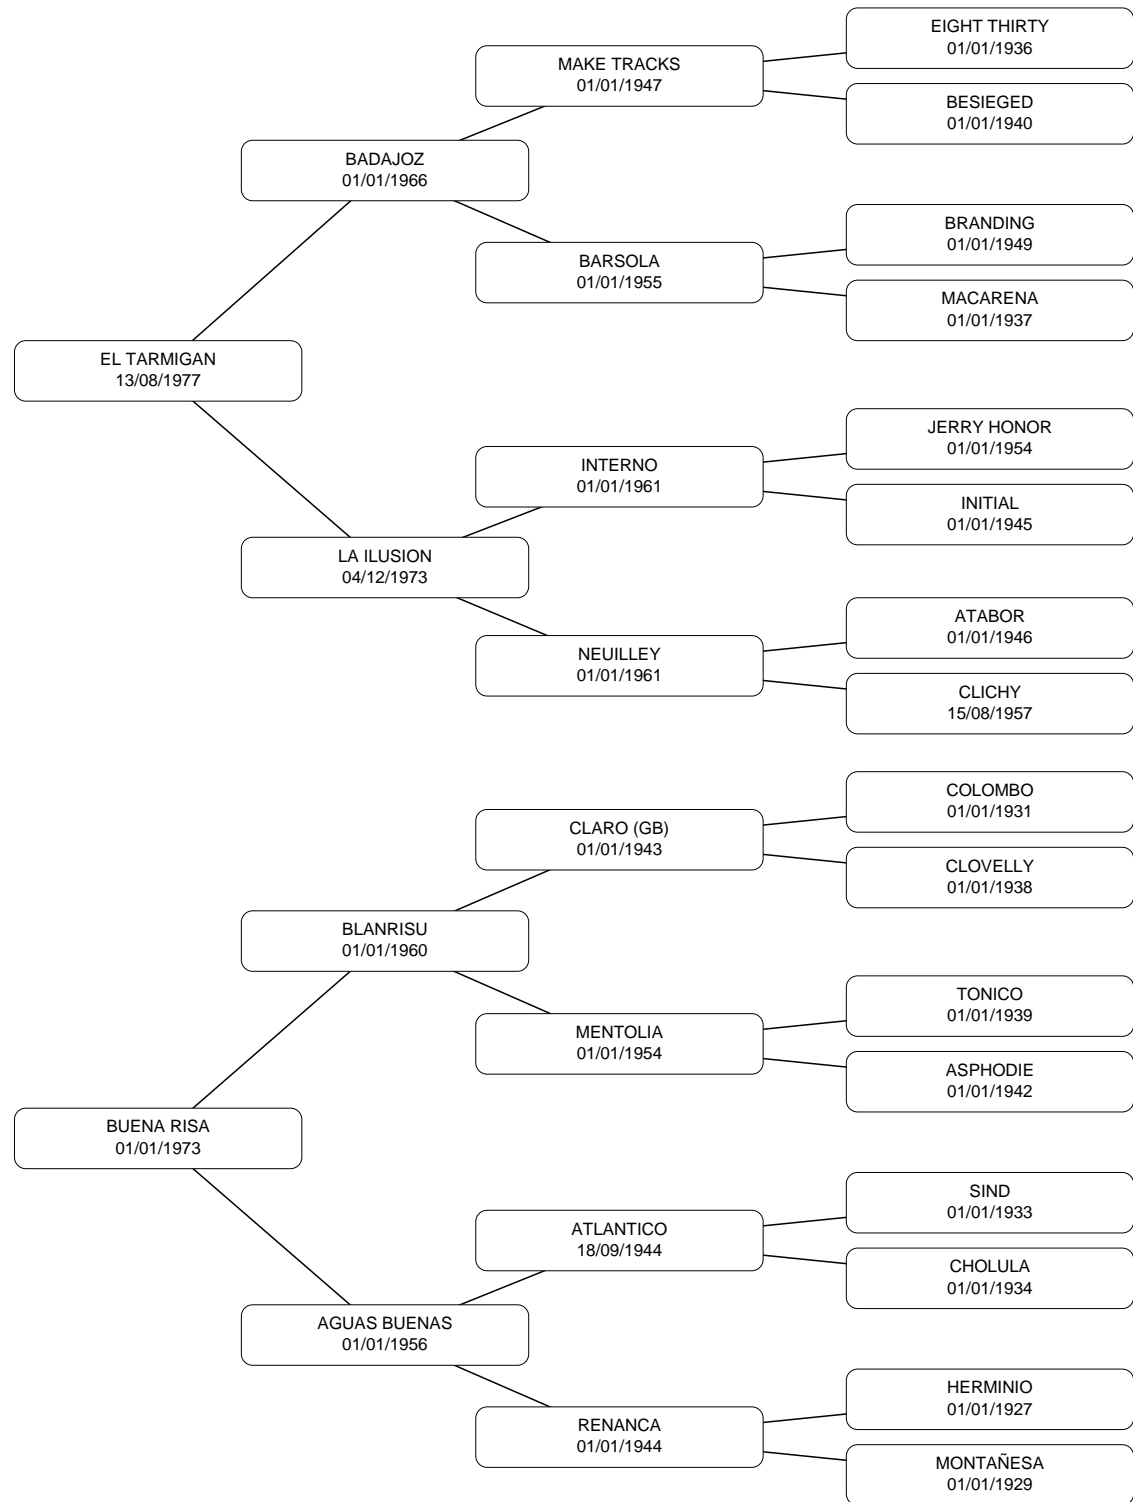 EIGHT THIRTY
01/01/1936
MAKE TRACKS
01/01/1947
BESIEGED
01/01/1940
BADAJOZ
01/01/1966
BRANDING
01/01/1949
BARSOLA
01/01/1955
MACARENA
01/01/1937
EL TARMIGAN
13/08/1977
JERRY HONOR
01/01/1954
INTERNO
01/01/1961
INITIAL
01/01/1945
LA ILUSION
04/12/1973
ATABOR
01/01/1946
NEUILLEY
01/01/1961
CLICHY
15/08/1957
COLOMBO
01/01/1931
CLARO (GB)
01/01/1943
CLOVELLY
01/01/1938
BLANRISU
01/01/1960
TONICO
01/01/1939
MENTOLIA
01/01/1954
ASPHODIE
01/01/1942
BUENA RISA
01/01/1973
SIND
01/01/1933
ATLANTICO
18/09/1944
CHOLULA
01/01/1934
AGUAS BUENAS
01/01/1956
HERMINIO
01/01/1927
RENANCA
01/01/1944
MONTAÑESA
01/01/1929